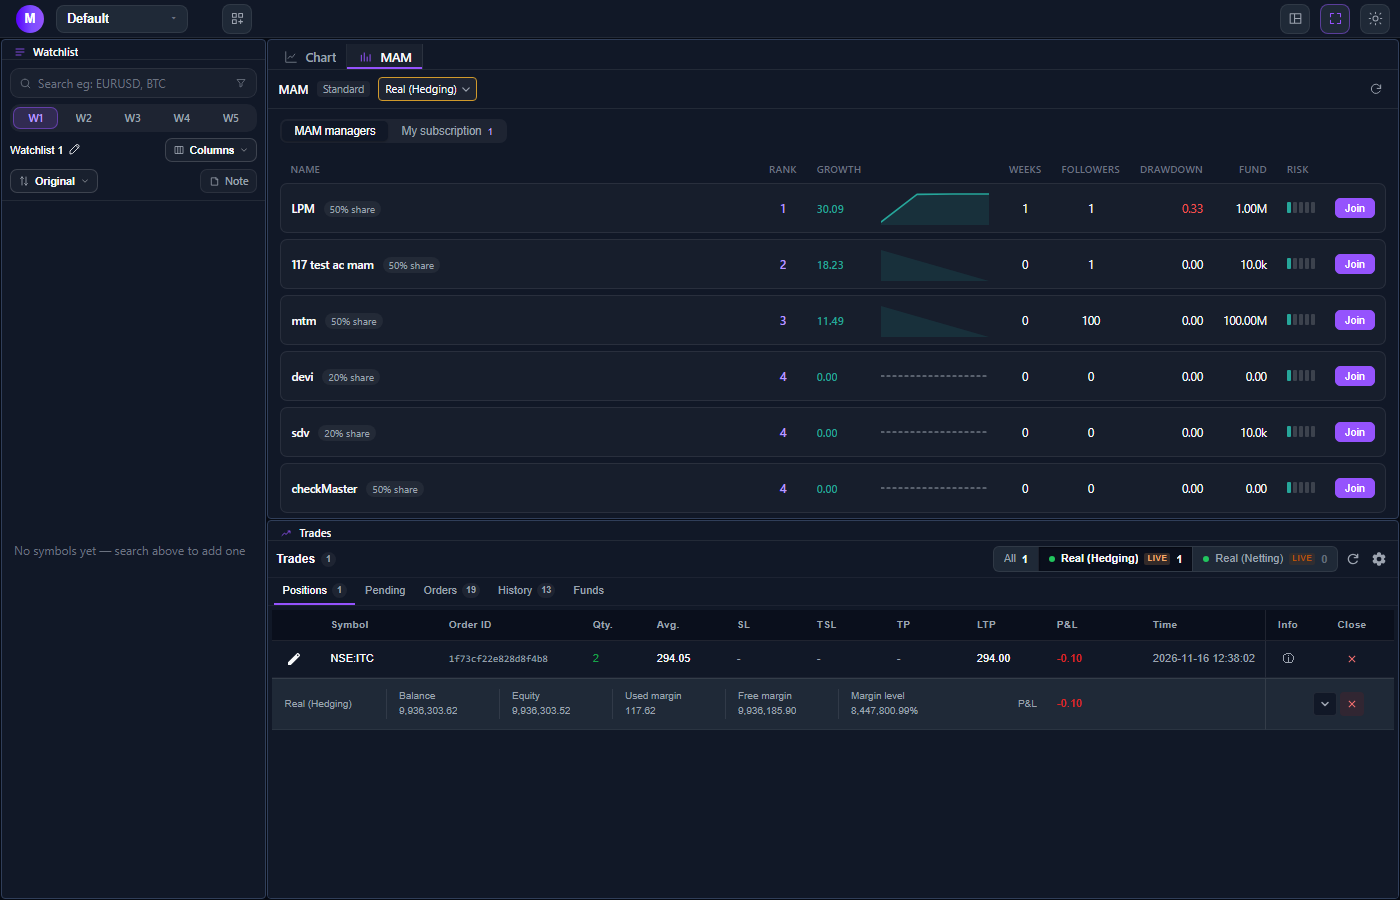 M
Default
Watchlist
Search eg: EURUSD, BTC
W1 W2 W3 W4 W5
Watchlist 1
Columns
Original
Note
No symbols yet — search above to add one
Chart MAM
MAM Standard Real (Hedging)
MAM managers My subscription 1
NAME RANK GROWTH WEEKS FOLLOWERS DRAWDOWN FUND RISK
LPM 50% share 1 30.09 1 1 0.33 1.00M Join
117 test ac mam 50% share 2 18.23 0 1 0.00 10.0k Join
mtm 50% share 3 11.49 0 100 0.00 100.00M Join
devi 20% share 4 0.00 0 0 0.00 0.00 Join
sdv 20% share 4 0.00 0 0 0.00 10.0k Join
checkMaster 50% share 4 0.00 0 0 0.00 0.00 Join
Trades
Trades 1
All 1 Real (Hedging) LIVE 1 Real (Netting) LIVE 0
Positions 1 Pending Orders 19 History 13 Funds
Symbol Order ID Qty. Avg. SL TSL TP LTP P&L Time Info Close
NSE:ITC 1f73cf22e828d8f4b8 2 294.05 - - - 294.00 -0.10 2026-11-16 12:38:02
Real (Hedging) Balance Equity Used margin Free margin Margin level P&L -0.10
9,936,303.62 9,936,303.52 117.62 9,936,185.90 8,447,800.99%